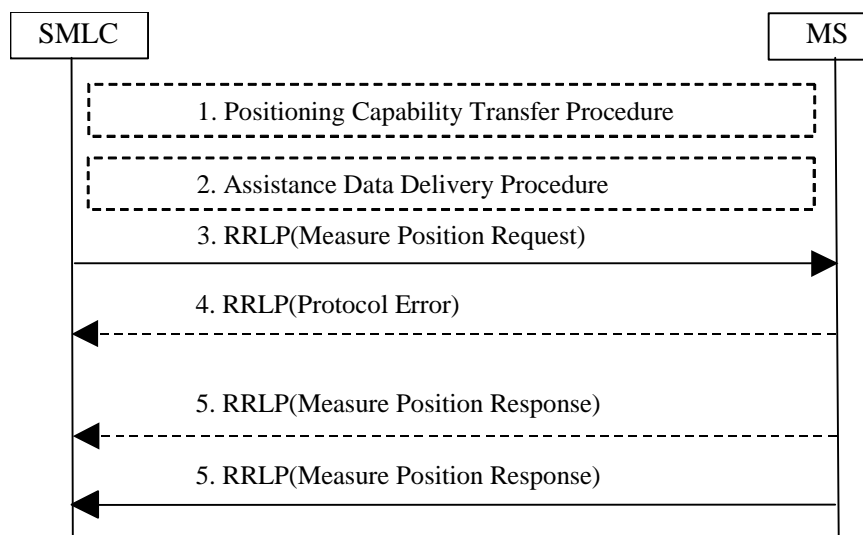 SMLC
MS
1. Positioning Capability Transfer Procedure
2. Assistance Data Delivery Procedure
3. RRLP(Measure Position Request)
4. RRLP(Protocol Error)
5. RRLP(Measure Position Response)
5. RRLP(Measure Position Response)